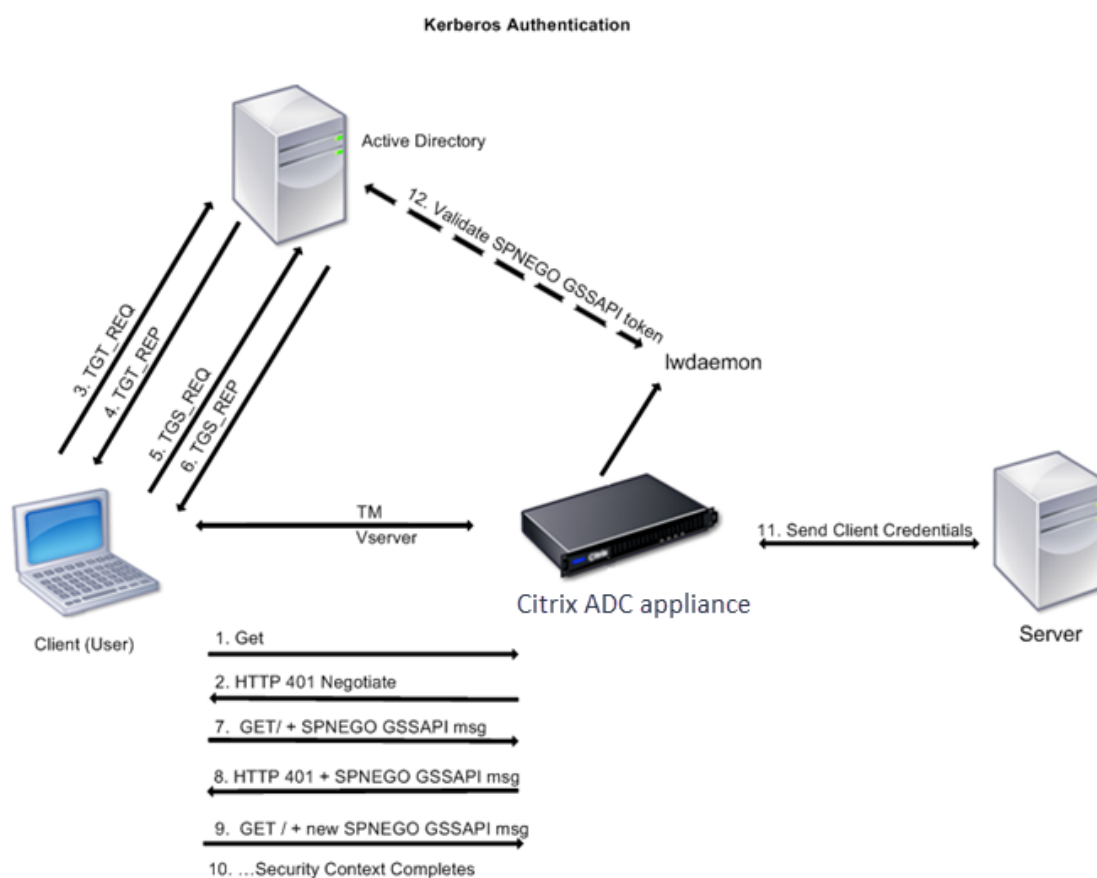 Kerberos Authentication
Active Directory
12. Validate SPNEGO GSSAPI token
lwdaemon
3. TGT_REQ
4. TGT_REP
5. TGS_REQ
6. TGS_REP
TM
Vserver
11. Send Client Credentials
Citrix
Citrix ADC appliance
Client (User)
Server
1. Get
2. HTTP 401 Negotiate
7. GET/ + SPNEGO GSSAPI msg
8. HTTP 401 + SPNEGO GSSAPI msg
9. GET / + new SPNEGO GSSAPI msg
10. ...Security Context Completes